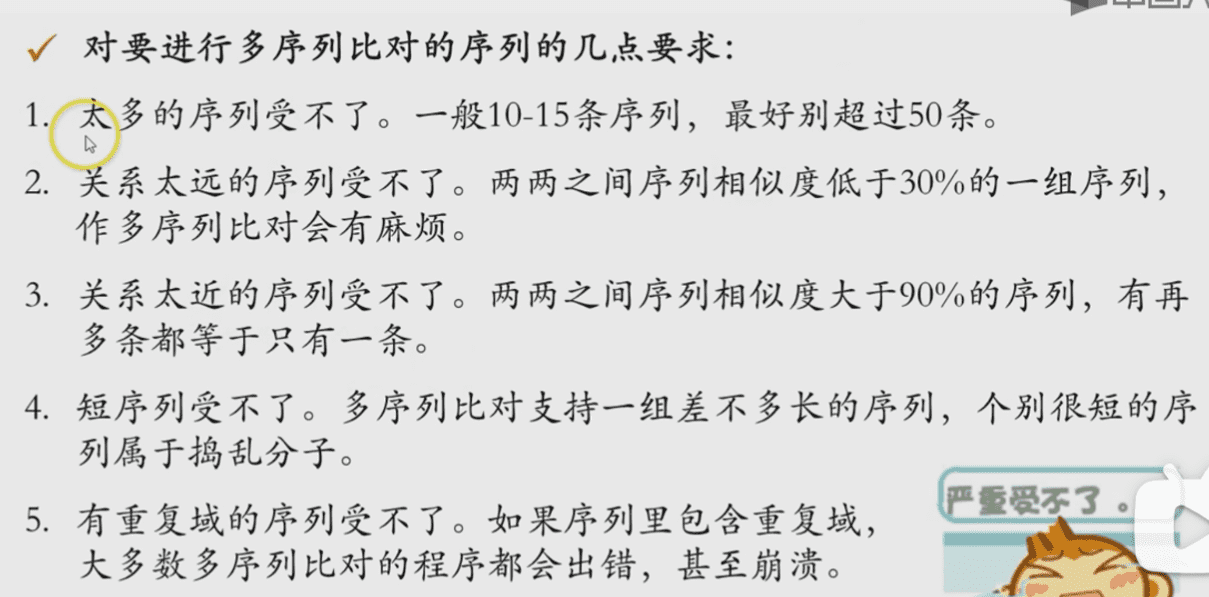 ✓ 对要进行多序列比对的序列的几点要求：
1. 太多的序列受不了。一般10-15条序列，最好别超过50条。
2. 关系太远的序列受不了。两两之间序列相似度低于30%的一组序列，
作多序列比对会有麻烦。
3. 关系太近的序列受不了。两两之间序列相似度大于90%的序列，有再
多条都等于只有一条。
4. 短序列受不了。多序列比对支持一组差不多长的序列，个别很短的序
列属于捣乱分子。
5. 有重复域的序列受不了。如果序列里包含重复域，
大多数多序列比对的程序都会出错，甚至崩溃。
严重受不了。